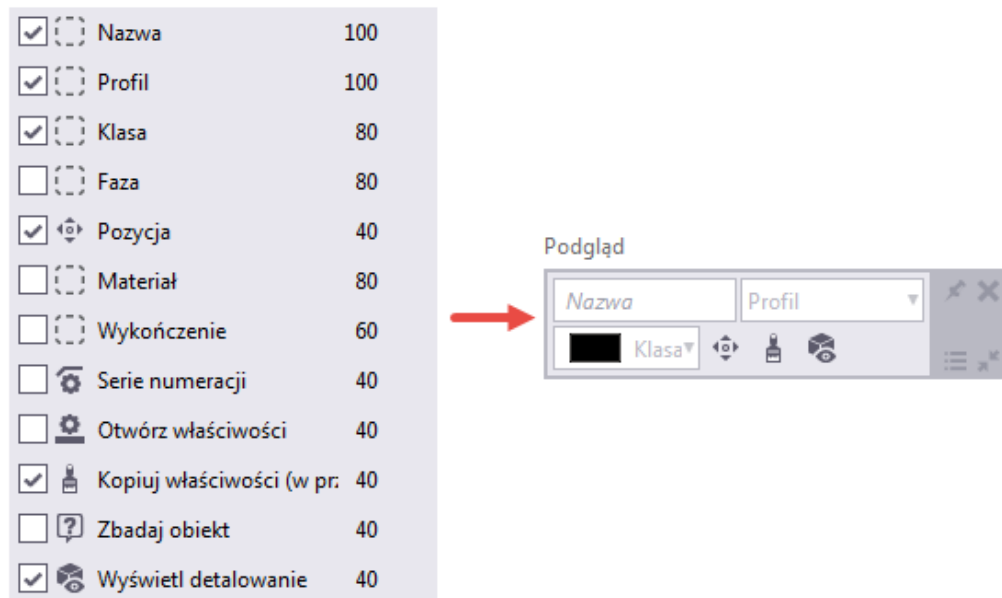 Nazwa 100
Profil 100
Klasa 80
Faza 80
Pozycja 40
Materiał 80
Wykończenie 60
Serie numeracji 40
Otwórz właściwości 40
Kopiuj właściwości (w prz 40
Zbadaj obiekt 40
Wyświetl detalowanie 40
Podgląd
Nazwa Profil
Klasa